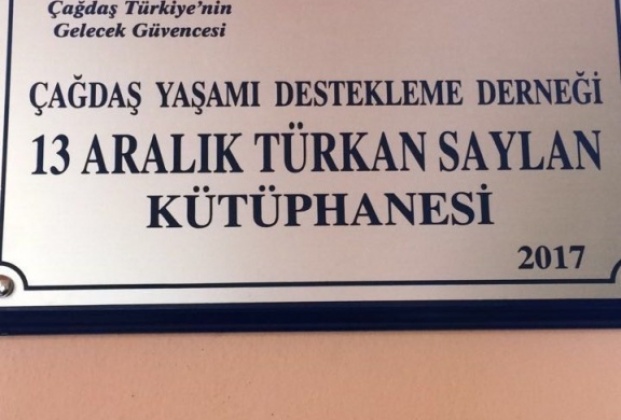 Çağdaş Türkiye'nin
Gelecek Güvencesi
ÇAĞDAŞ YAŞAMI DESTEKLEME DERNEĞİ
13 ARALIK TÜRKAN SAYLAN
KÜTÜPHANESİ
2017